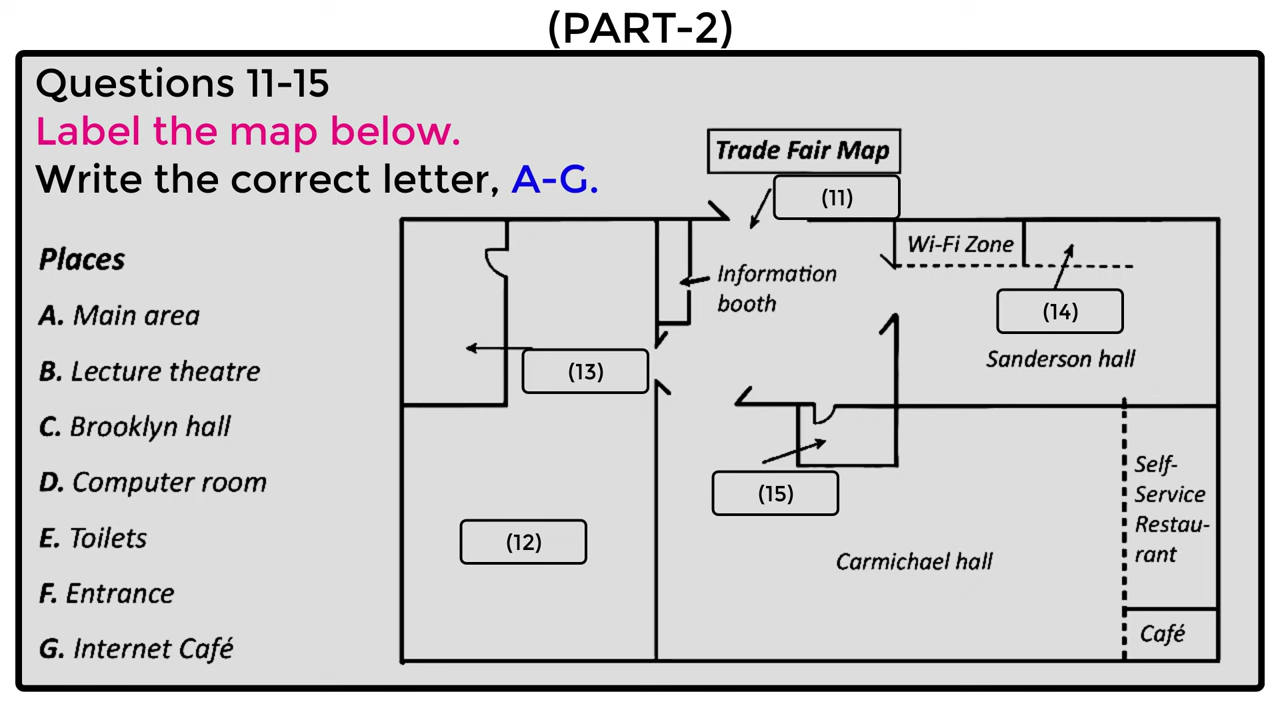 (PART-2)
Questions 11-15
Label the map below.
Write the correct letter, A-G.
Places
A. Main area
B. Lecture theatre
C. Brooklyn hall
D. Computer room
E. Toilets
F. Entrance
G. Internet Café
Trade Fair Map
(11)
Wi-Fi Zone
Information
booth
(14)
Sanderson hall
(13)
(15)
(12)
Carmichael hall
Self-
Service
Restau-
rant
Café